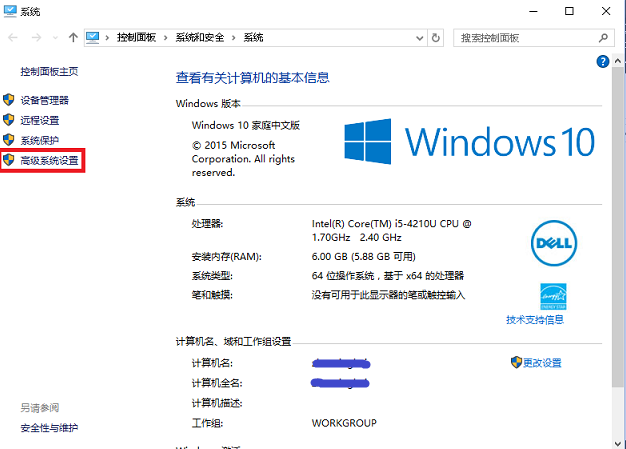 系统
控制面板 › 系统和安全 › 系统
搜索控制面板
控制面板主页
设备管理器
远程设置
系统保护
高级系统设置
另请参阅
安全性与维护
?
查看有关计算机的基本信息
Windows 版本
Windows 10 家庭中文版
© 2015 Microsoft
Corporation. All rights
reserved.
Windows 10
系统
处理器: Intel(R) Core(TM) i5-4210U CPU @
1.70GHz 2.40 GHz
安装内存(RAM): 6.00 GB (5.88 GB 可用)
系统类型: 64 位操作系统，基于 x64 的处理器
笔和触摸: 没有可用于此显示器的笔或触控输入
DELL
ENERGY STAR
技术支持信息
计算机名、域和工作组设置
计算机名:
更改设置
计算机全名:
计算机描述:
工作组: WORKGROUP
Windows 激活